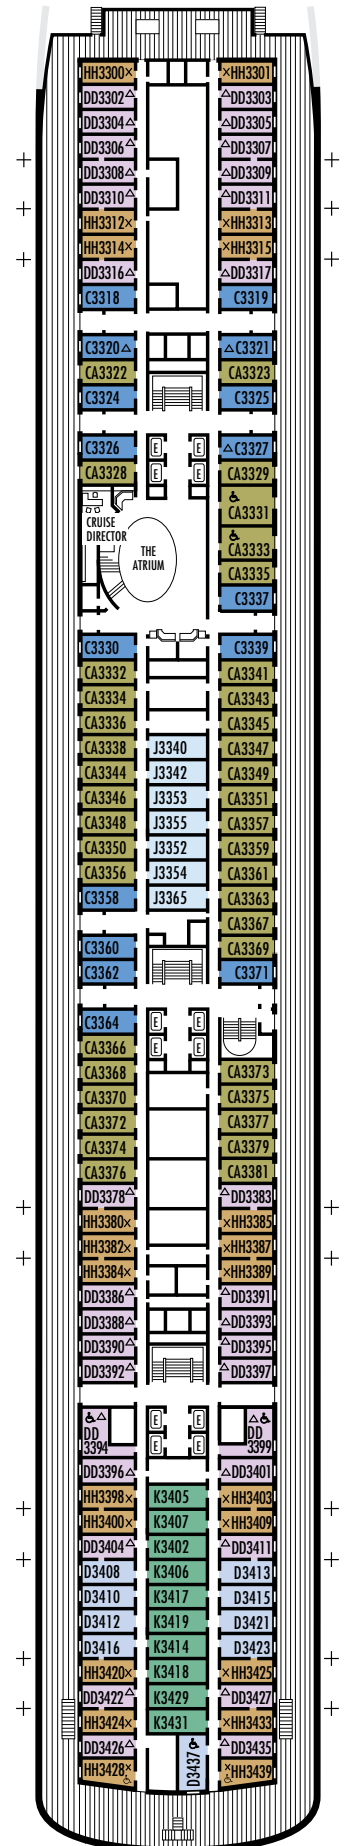 HH3300× ×HH3301
DD3302△ △DD3303
DD3304△ △DD3305
DD3306△ △DD3307
DD3308△ △DD3309
DD3310△ △DD3311
HH3312× ×HH3313
HH3314× ×HH3315
DD3316△ △DD3317
C3318 C3319
C3320△ △C3321
CA3322 CA3323
C3324 C3325
C3326 E E △C3327
CA3328 E E CA3329
CA3331
CRUISE
DIRECTOR
THE
ATRIUM
CA3333
CA3335
C3337
C3330 C3339
CA3332 CA3341
CA3334 CA3343
CA3336 CA3345
CA3338 J3340 CA3347
CA3344 J3342 CA3349
CA3346 J3353 CA3351
CA3348 J3355 CA3357
CA3350 J3352 CA3359
CA3356 J3354 CA3361
C3358 J3365 CA3363
CA3367
C3360 CA3369
C3362 C3371
C3364 E E
CA3366 E E
CA3368 CA3373
CA3370 CA3375
CA3372 CA3377
CA3374 CA3379
CA3376 CA3381
DD3378△ △DD3383
HH3380× ×HH3385
HH3382× ×HH3387
HH3384× ×HH3389
DD3386△ △DD3391
DD3388△ △DD3393
DD3390△ △DD3395
DD3392△ △DD3397
△ E E △
DD
3394
E E
DD
3399
DD3396△ △DD3401
HH3398× K3405 ×HH3403
HH3400× K3407 ×HH3409
DD3404△ K3402 △DD3411
D3408 K3406 D3413
D3410 K3417 D3415
D3412 K3419 D3421
D3416 K3414 D3423
HH3420× K3418 ×HH3425
DD3422△ K3429 △DD3427
HH3424× K3431 ×HH3433
DD3426△ D3437 △DD3435
HH3428× ×HH3439